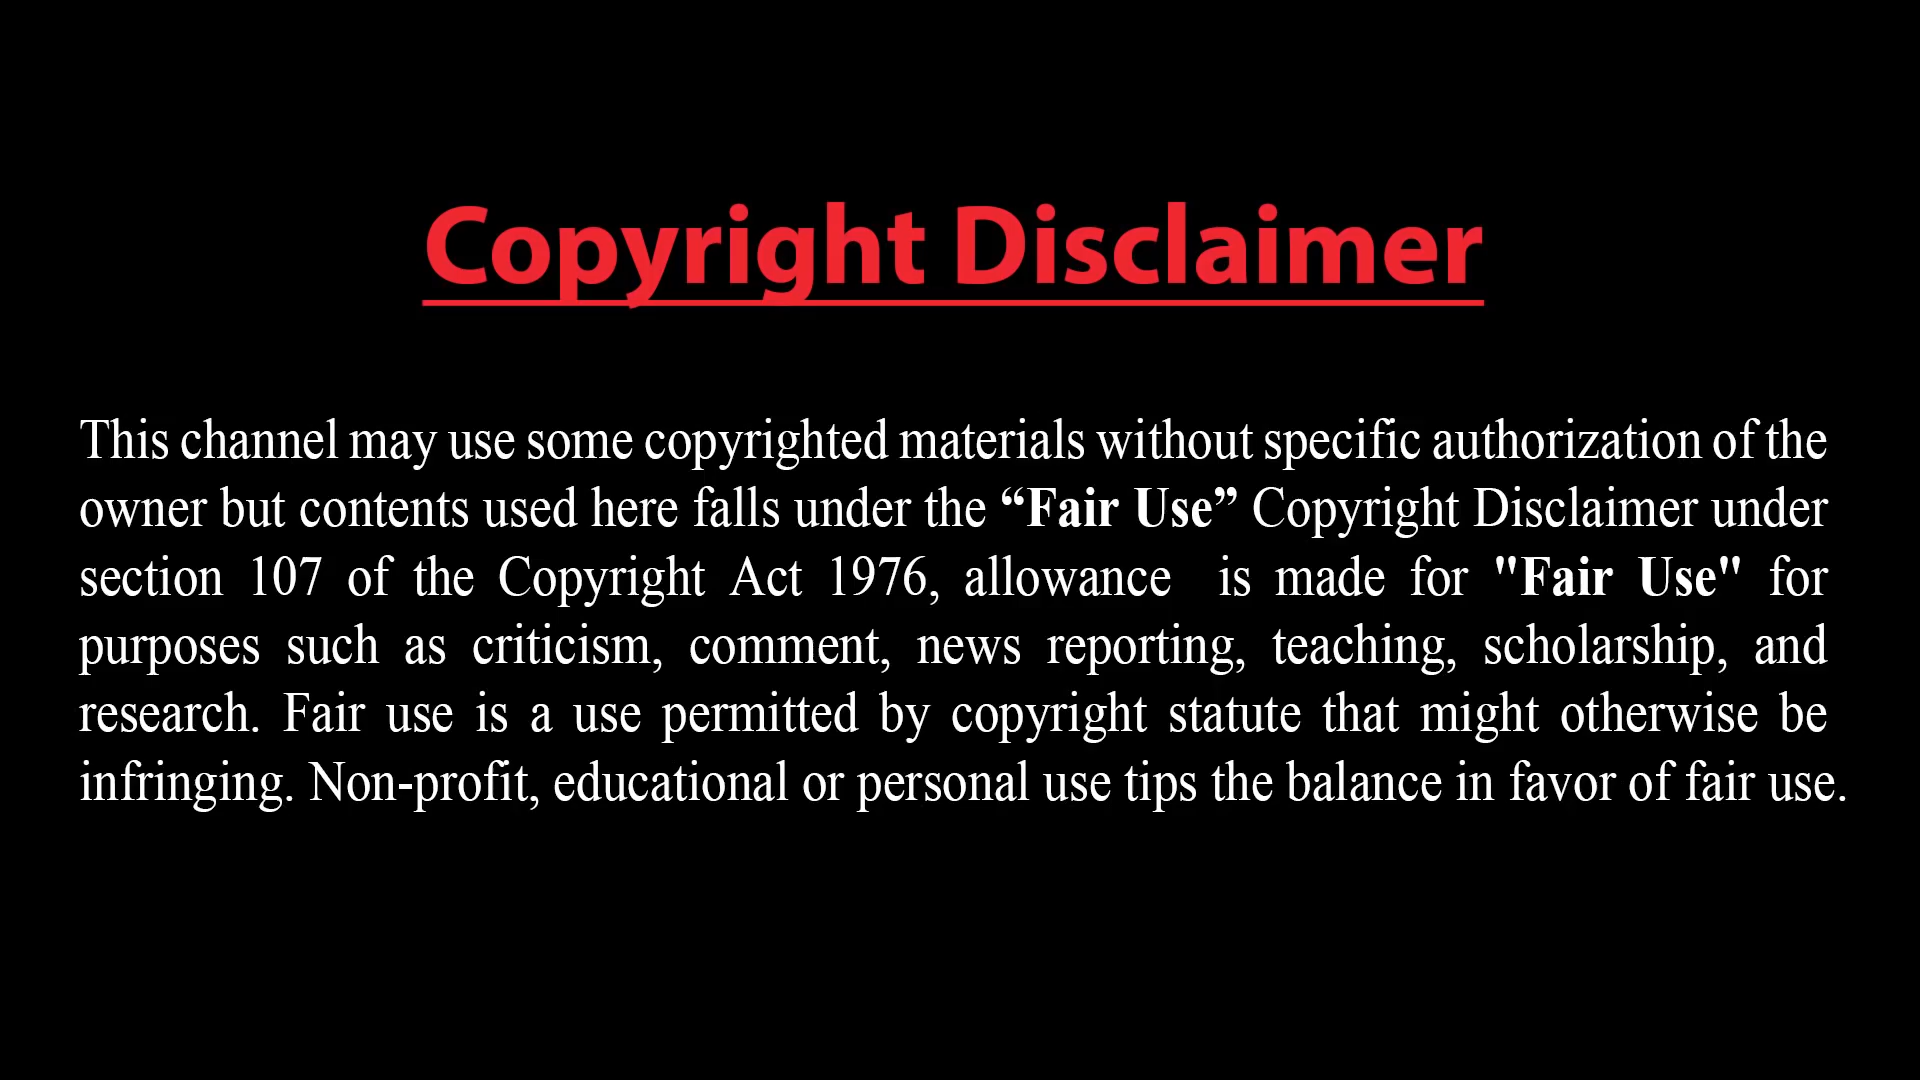 Copyright Disclaimer
This channel may use some copyrighted materials without specific authorization of the
owner but contents used here falls under the “Fair Use” Copyright Disclaimer under
section 107 of the Copyright Act 1976, allowance is made for "Fair Use" for
purposes such as criticism, comment, news reporting, teaching, scholarship, and
research. Fair use is a use permitted by copyright statute that might otherwise be
infringing. Non-profit, educational or personal use tips the balance in favor of fair use.